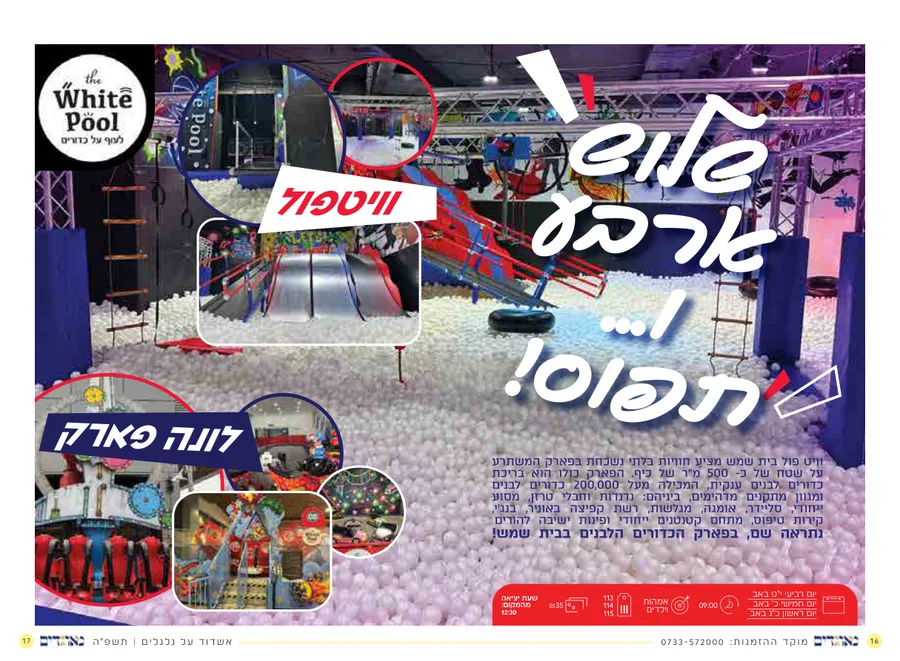 the
White
Pool
לעוף על כדורים
שלוש
ארבע
ו...
תפוס!
וויטפול
לונה פארק
וויט פול בית שמש מציע חוויות בלתי נשכחת בפארק המשתרע
על שטח של כ- 500 מ"ר של כיף. הפארק כולו הוא בריכת
כדורים לבנים ענקית, המכילה מעל 200,000 כדורים לבנים
ומגוון מתקנים מדהימים, ביניהם: נדנדות וחבלי טרזן, מסוע
ייחודי, סליידר, אומגה, מגלשות, רשת קפיצה באוויר, בנג'י,
קירות טיפוס, מתחם קטנטנים ייחודי ופינות ישיבה להורים.
נתראה שם, בפארק הכדורים הלבנים בבית שמש!
יום רביעי י"ט באב
יום חמישי כ' באב
יום ראשון כ"ג באב
09:00
אמהות
וילדים
113
114
115
₪35
שעת יציאה
מהמקום:
12:30
16
מוקד ההזמנות: 0733-572000
אשדוד על גלגלים | תשפ"ה
17